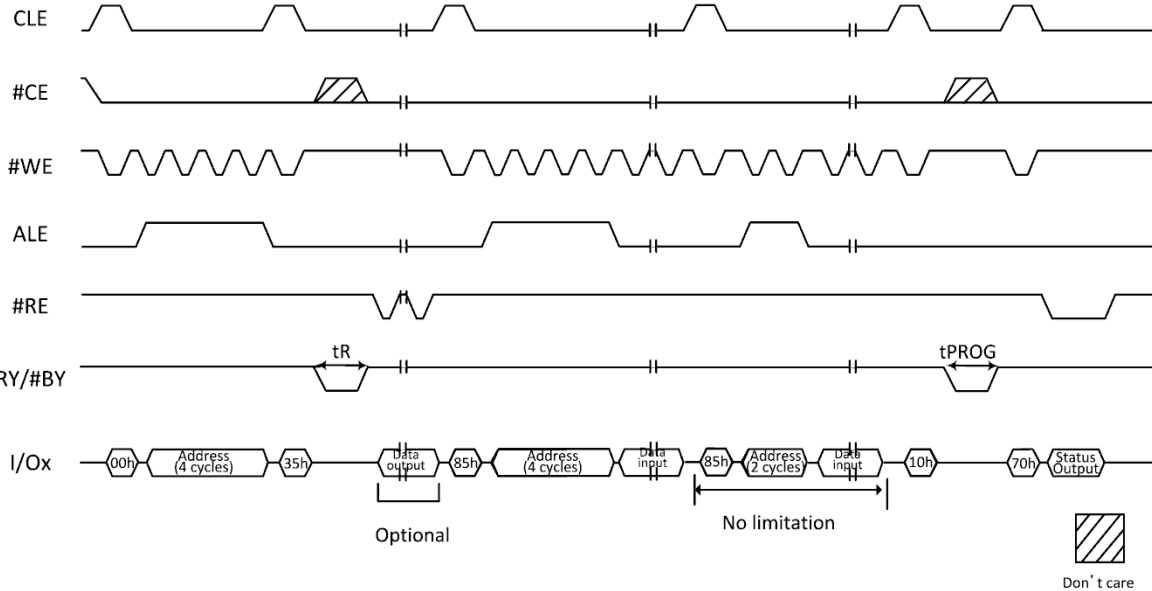 CLE
#CE
#WE
ALE
#RE
tR
tPROG
RY/#BY
I/Ox
00h
Address
(4 cycles)
35h
Data
output
85h
Address
(4 cycles)
Data
input
85h
Address
(2 cycles)
Data
input
10h
70h
Status
Output
Optional
No limitation
Don't care